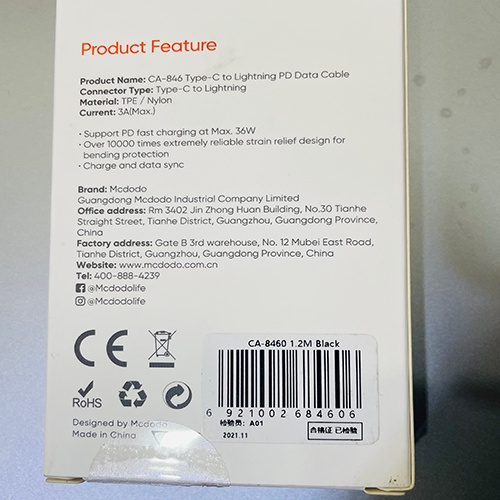 Product Feature
Product Name: CA-846 Type-C to Lightning PD Data Cable
Connector Type: Type-C to Lightning
Material: TPE / Nylon
Current: 3A(Max.)
· Support PD fast charging at Max. 36W
· Over 10000 times extremely reliable strain relief design for
bending protection
· Charge and data sync
Brand: Mcdodo
Guangdong Mcdodo Industrial Company Limited
Office address: Rm 3402 Jin Zhong Huan Building, No.30 Tianhe
Straight Street, Tianhe District, Guangzhou, Guangdong Province,
China
Factory address: Gate B 3rd warehouse, No. 12 Mubei East Road,
Tianhe District, Guangzhou, Guangdong Province, China
Website: www.mcdodo.com.cn
Tel: 400-888-4239
@Mcdodolife
@Mcdodolife
CE
RoHS
Designed by Mcdodo
Made in China
CA-8460 1.2M Black
6 921002 684606
检验员: A01
2021.11
合格证 已检验